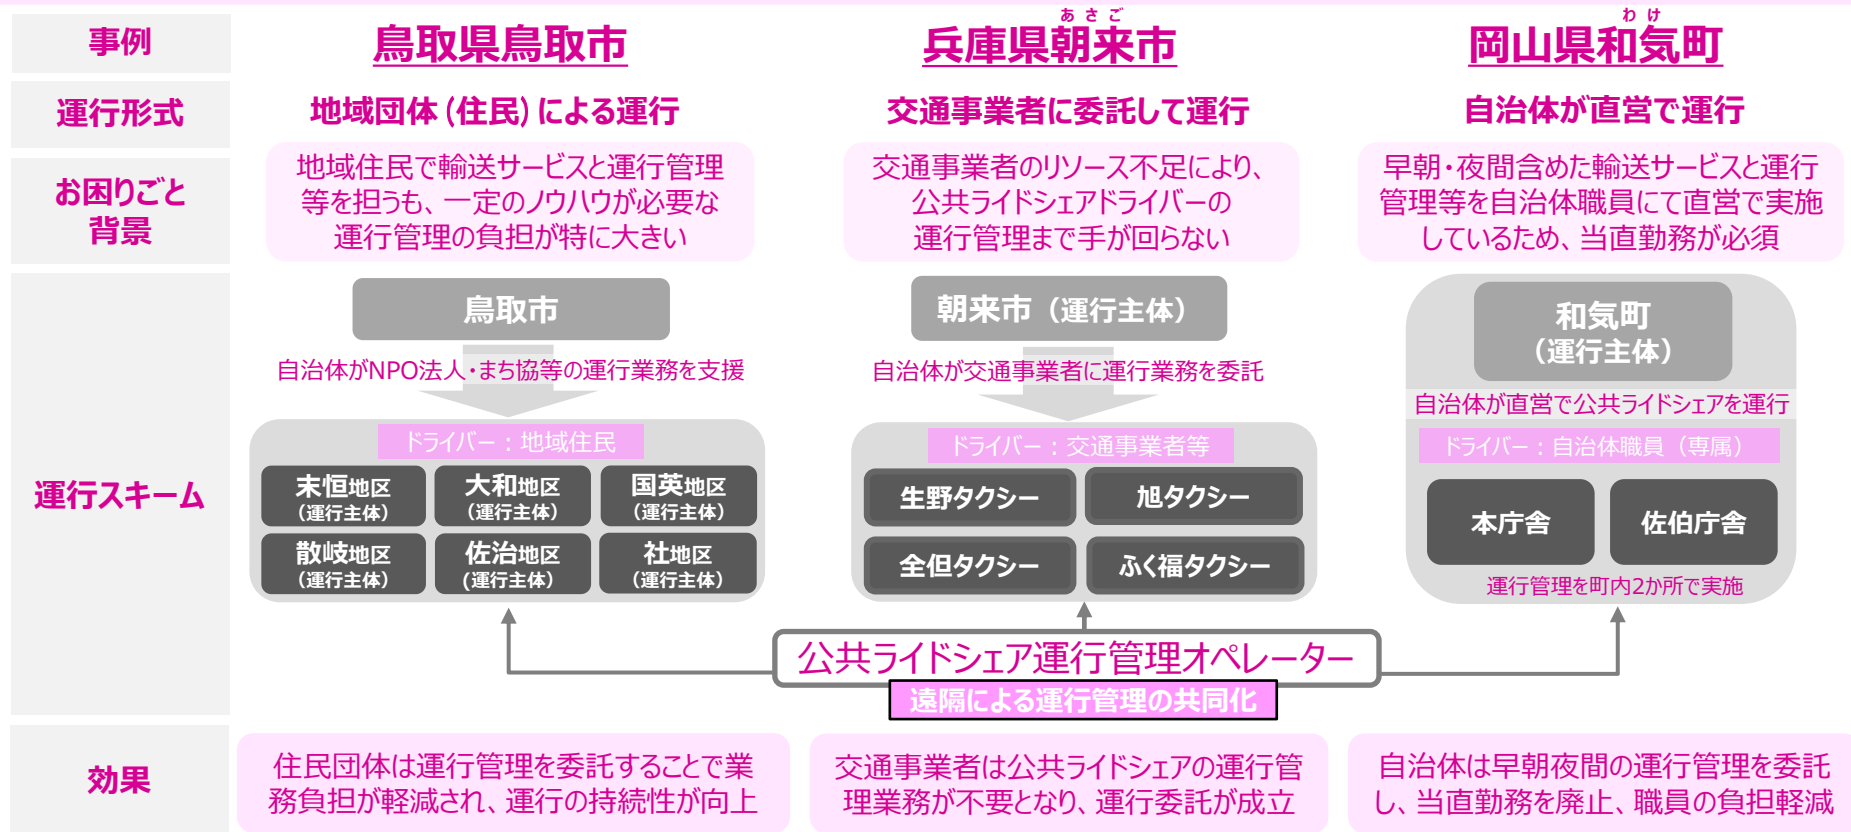 事例
鳥取県鳥取市
あさご
兵庫県朝来市
わけ
岡山県和気町
運行形式
地域団体(住民)による運行
交通事業者に委託して運行
自治体が直営で運行
お困りごと
背景
地域住民で輸送サービスと運行管理
等を担うも、一定のノウハウが必要な
運行管理の負担が特に大きい
交通事業者のリソース不足により、
公共ライドシェアドライバーの
運行管理まで手が回らない
早朝・夜間含めた輸送サービスと運行
管理等を自治体職員にて直営で実施
しているため、当直勤務が必須
運行スキーム
鳥取市
自治体がNPO法人・まち協等の運行業務を支援
ドライバー：地域住民
末恒地区
（運行主体）
大和地区
（運行主体）
国英地区
（運行主体）
散岐地区
（運行主体）
佐治地区
(運行主体）
社地区
（運行主体）
朝来市（運行主体）
自治体が交通事業者に運行業務を委託
ドライバー：交通事業者等
生野タクシー
旭タクシー
全但タクシー
ふく福タクシー
和気町
（運行主体）
自治体が直営で公共ライドシェアを運行
ドライバー：自治体職員（専属）
本庁舎
佐伯庁舎
運行管理を町内2か所で実施
公共ライドシェア運行管理オペレーター
遠隔による運行管理の共同化
効果
住民団体は運行管理を委託することで業
務負担が軽減され、運行の持続性が向上
交通事業者は公共ライドシェアの運行管
理業務が不要となり、運行委託が成立
自治体は早朝夜間の運行管理を委託
し、当直勤務を廃止、職員の負担軽減